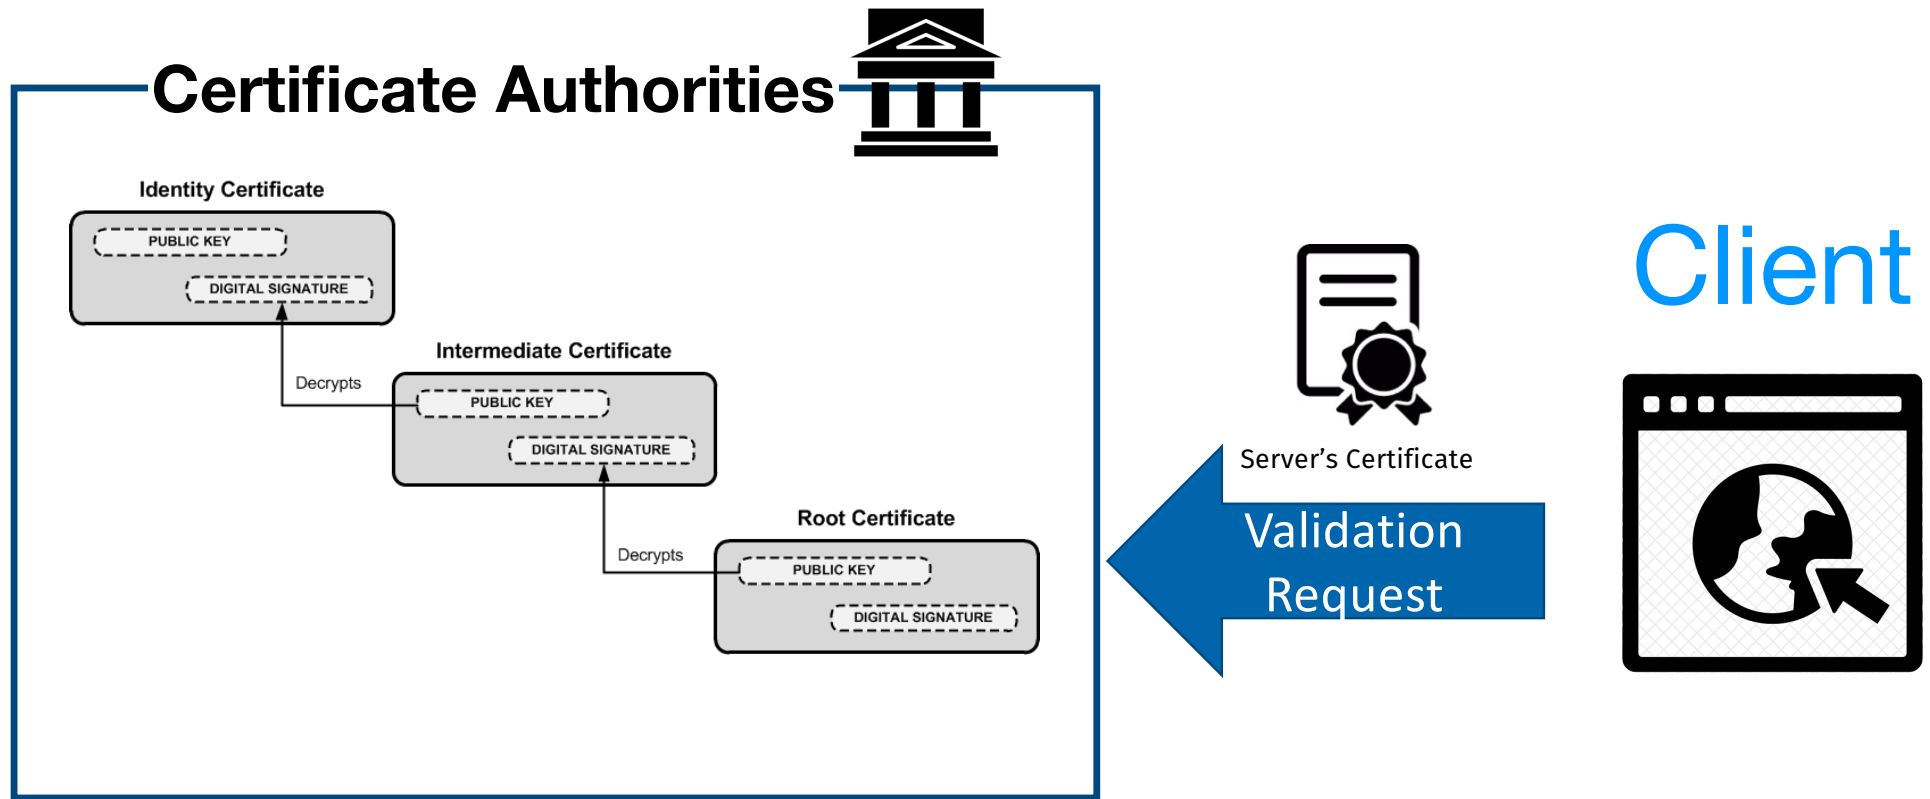 Certificate Authorities
Identity Certificate
PUBLIC KEY
DIGITAL SIGNATURE
Decrypts
Intermediate Certificate
PUBLIC KEY
DIGITAL SIGNATURE
Decrypts
Root Certificate
PUBLIC KEY
DIGITAL SIGNATURE
Server’s Certificate
Validation
Request
Client